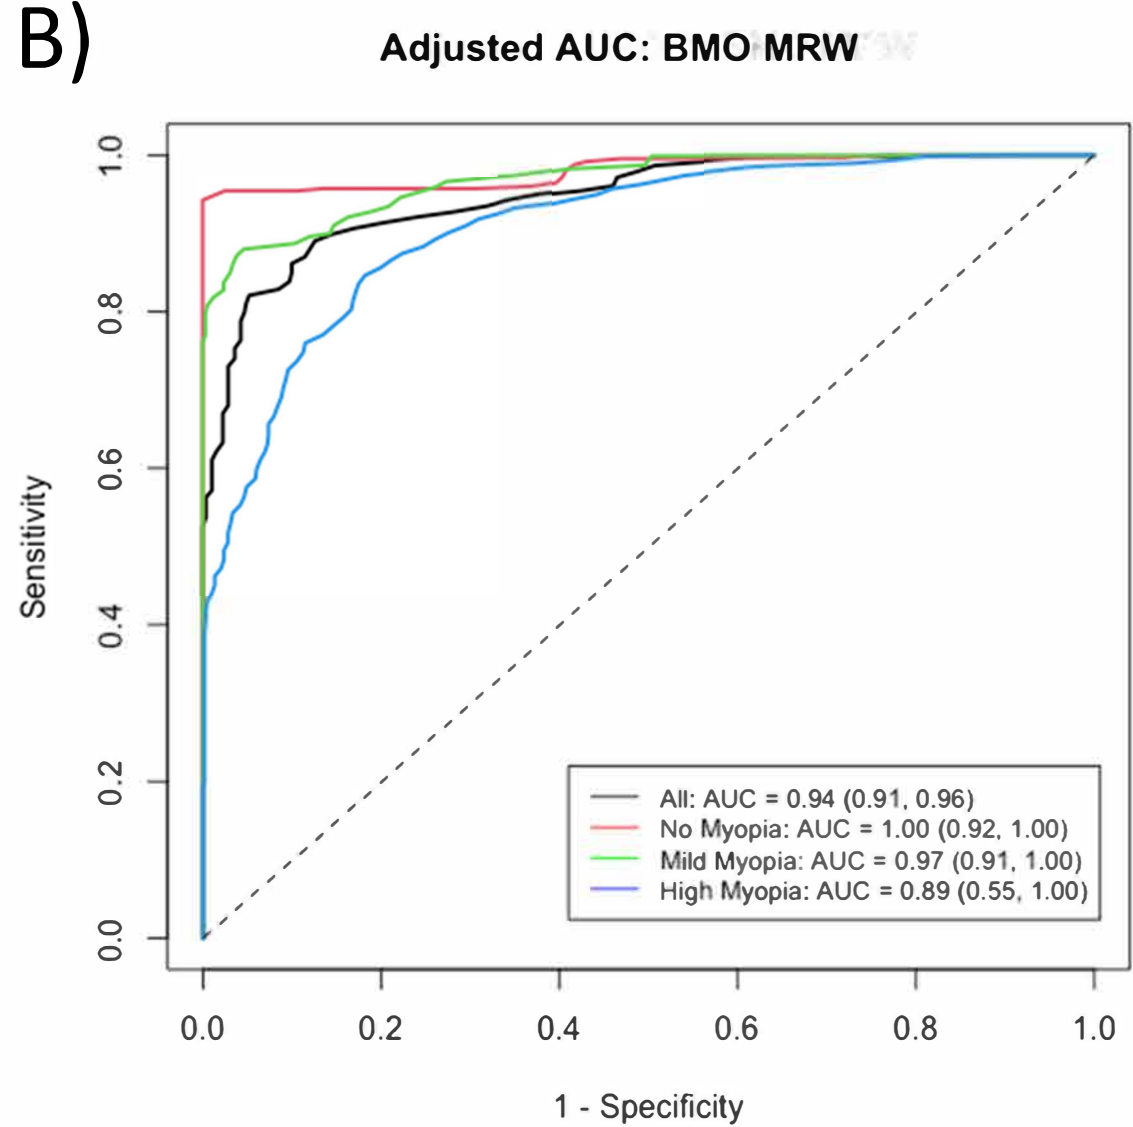 B)
Adjusted AUC: BMO MRW
1.0
0.8
0.6
0.4
0.2
0.0
Sensitivity
All: AUC = 0.94 (0.91, 0.96)
No Myopia: AUC = 1.00 (0.92, 1.00)
Mild Myopia: AUC = 0.97 (0.91, 1.00)
High Myopia: AUC = 0.89 (0.55, 1.00)
0.0 0.2 0.4 0.6 0.8 1.0
1 - Specificity